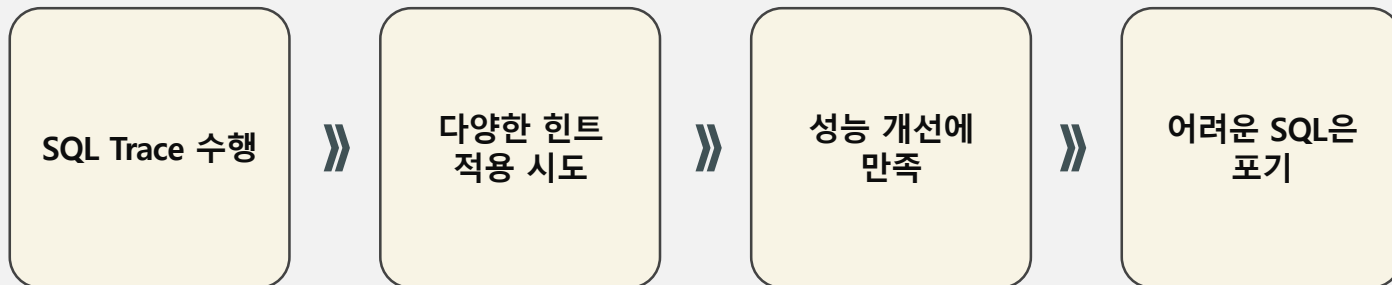 SQL Trace 수행
다양한 힌트
적용 시도
성능 개선에
만족
어려운 SQL은
포기